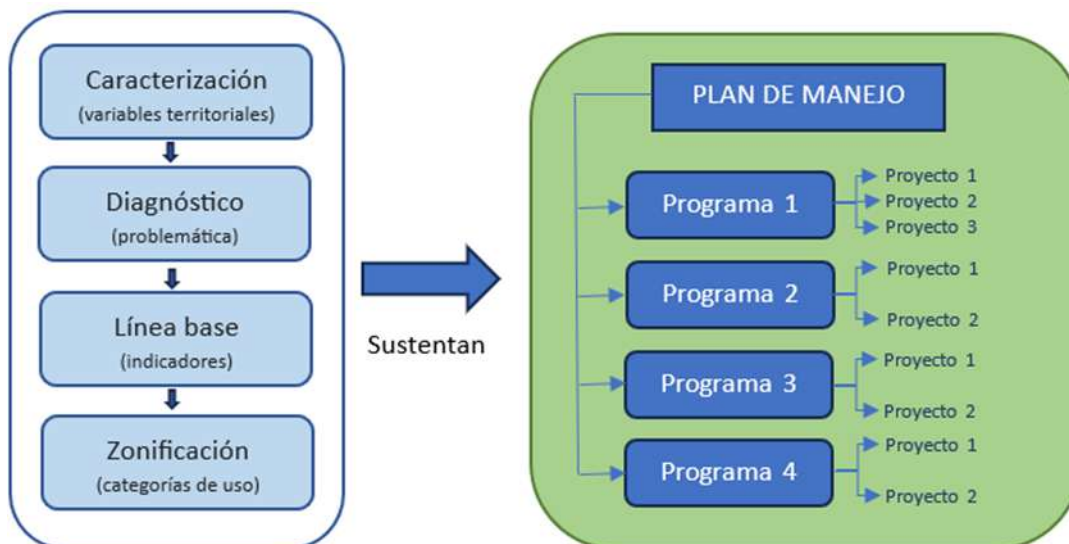 Caracterización
(variables territoriales)
Diagnóstico
(problemática)
Línea base
(indicadores)
Zonificación
(categorías de uso)
Sustentan
PLAN DE MANEJO
Programa 1
Proyecto 1
Proyecto 2
Proyecto 3
Programa 2
Proyecto 1
Proyecto 2
Programa 3
Proyecto 1
Proyecto 2
Programa 4
Proyecto 1
Proyecto 2